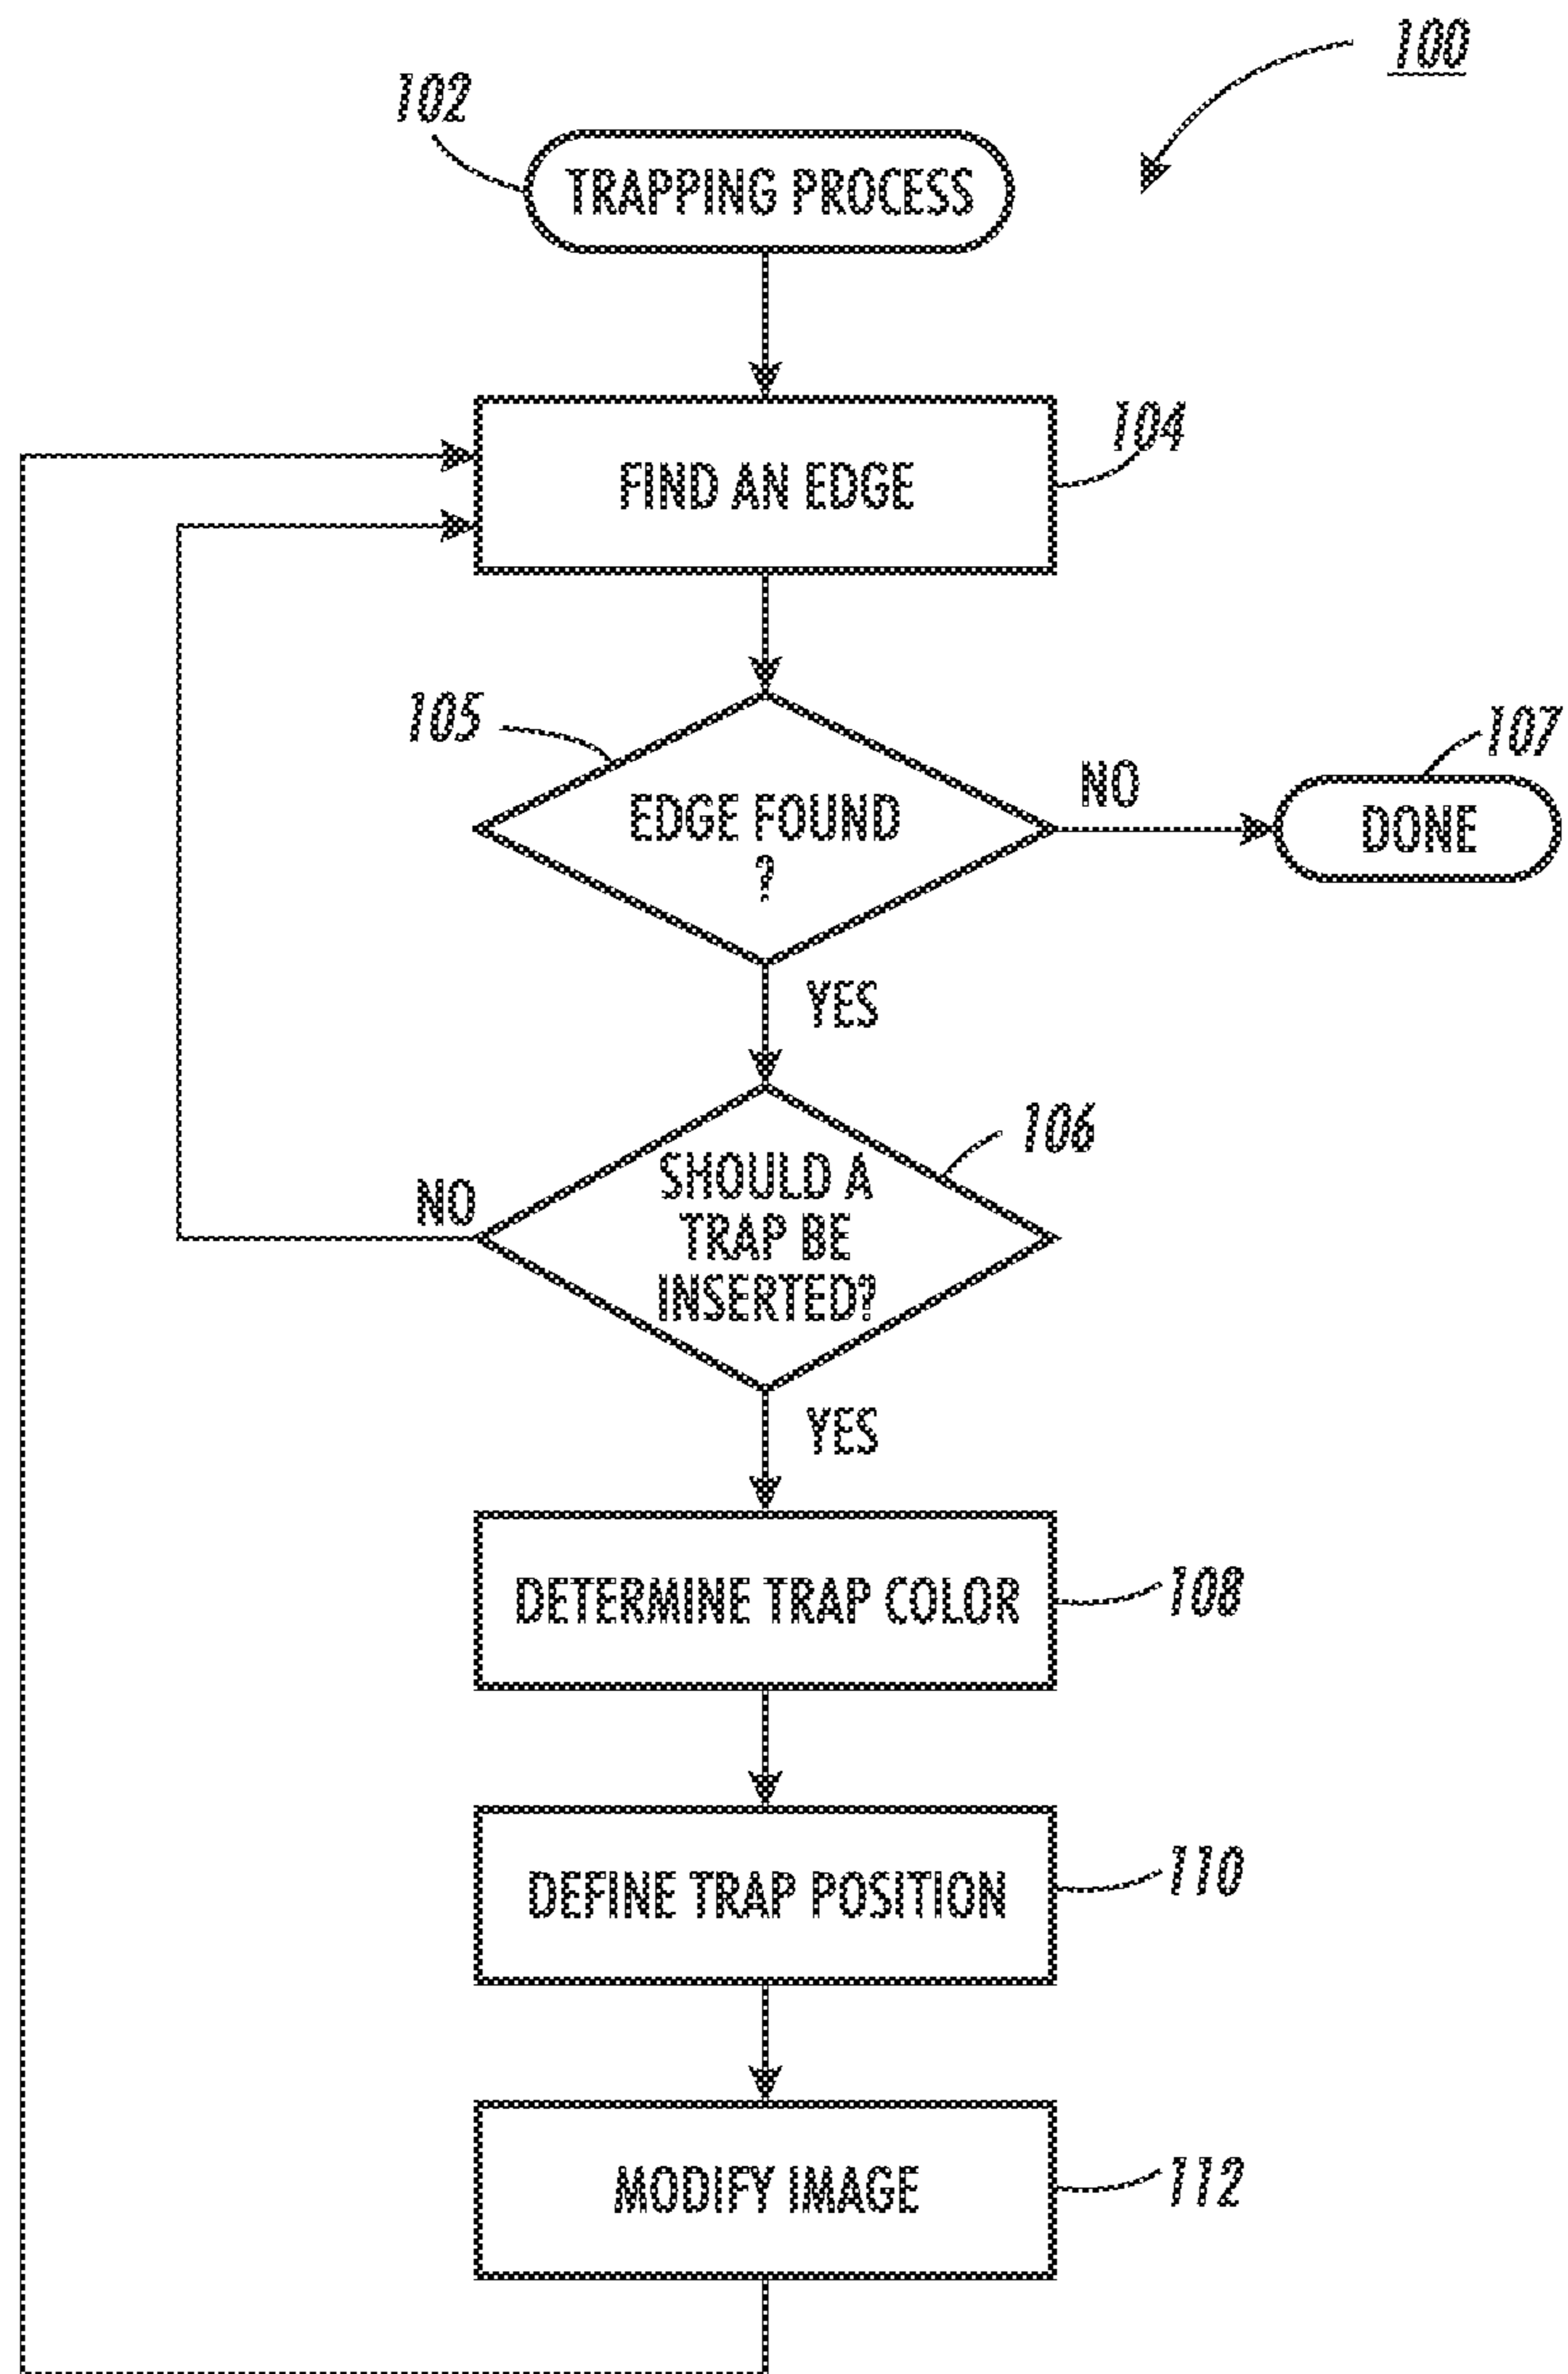 100
102
TRAPPING PROCESS
104
FIND AN EDGE
105
EDGE FOUND
?
NO
107
DONE
YES
106
SHOULD A
TRAP BE
INSERTED?
NO
YES
DETERMINE TRAP COLOR
108
DEFINE TRAP POSITION
110
MODIFY IMAGE
112